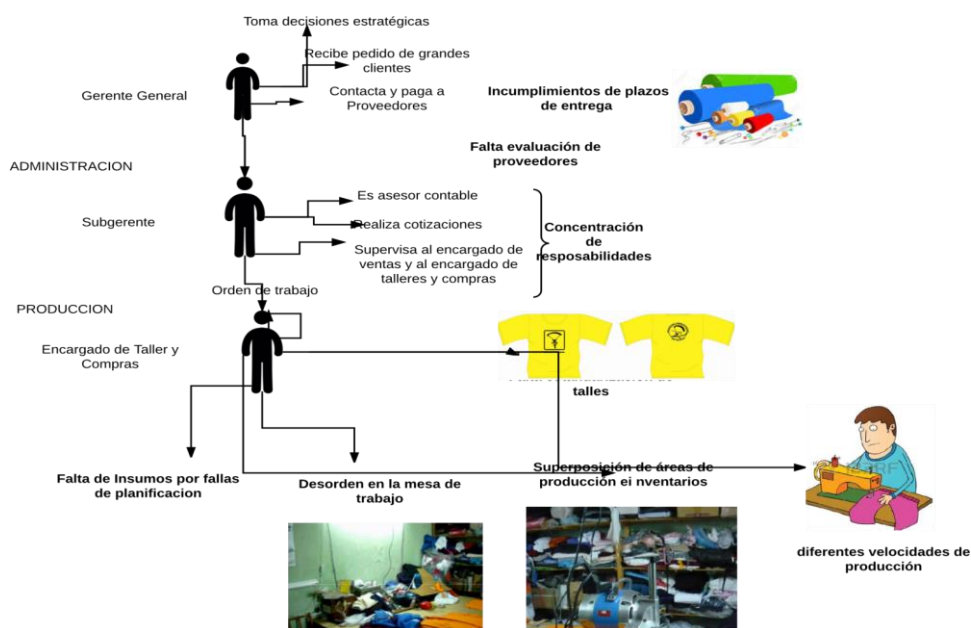 Toma decisiones estratégicas
Recibe pedido de grandes
clientes
Gerente General
Contacta y paga a
Proveedores
Incumplimientos de plazos
de entrega
Falta evaluación de
proveedores
ADMINISTRACION
Subgerente
Es asesor contable
Realiza cotizaciones
Supervisa al encargado de
ventas y al encargado de
talleres y compras
Concentración
de
resposabilidades
Orden de trabajo
PRODUCCION
Encargado de Taller y
Compras
talles
Falta de Insumos por fallas
de planificacion
Desorden en la mesa de
trabajo
Superposición de áreas de
producción ei nventarios
diferentes velocidades de
producción